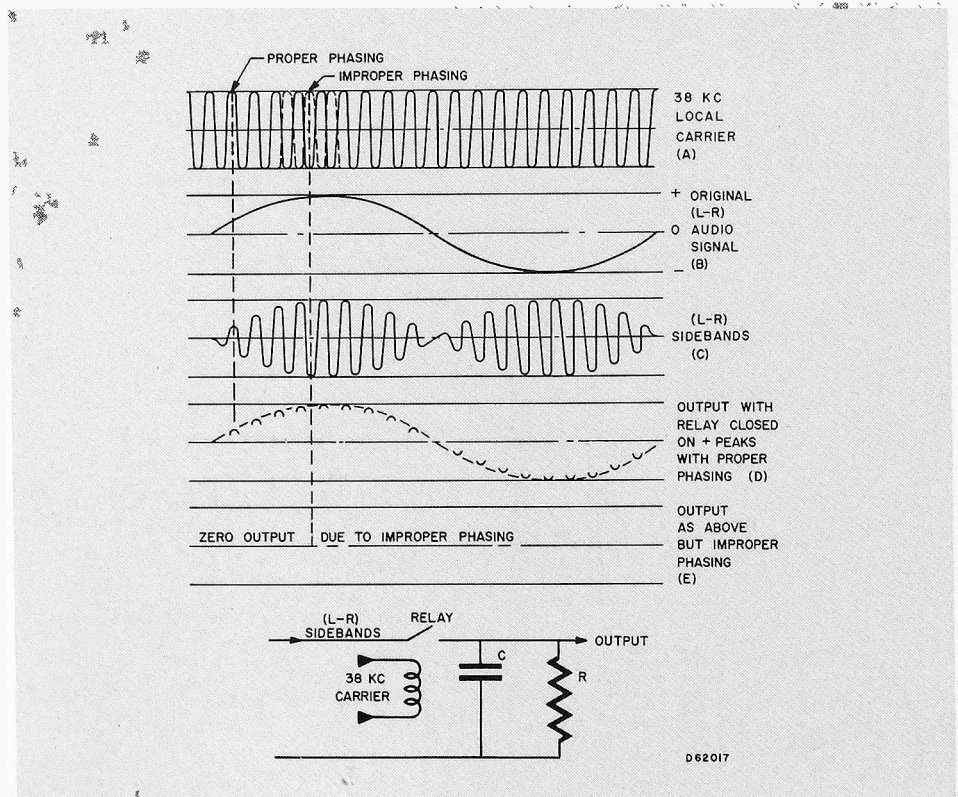 PROPER PHASING
IMPROPER PHASING
38 KC
LOCAL
CARRIER
(A)
+ ORIGINAL
(L-R)
0 AUDIO
SIGNAL
(B)
−
(L-R)
SIDEBANDS
(C)
OUTPUT WITH
RELAY CLOSED
ON + PEAKS
WITH PROPER
PHASING (D)
ZERO OUTPUT DUE TO IMPROPER PHASING
OUTPUT
AS ABOVE
BUT IMPROPER
PHASING
(E)
(L-R)
SIDEBANDS
RELAY
OUTPUT
38 KC
CARRIER
C
R
D62017